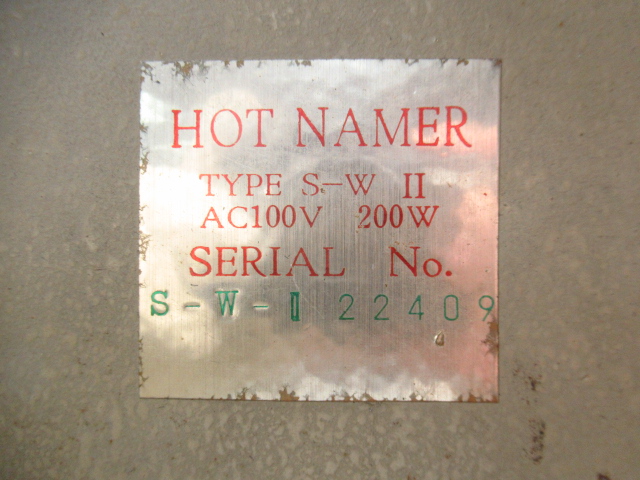 HOT NAMER
TYPE S-W II
AC100V 200W
SERIAL No.
S-W-II 22409